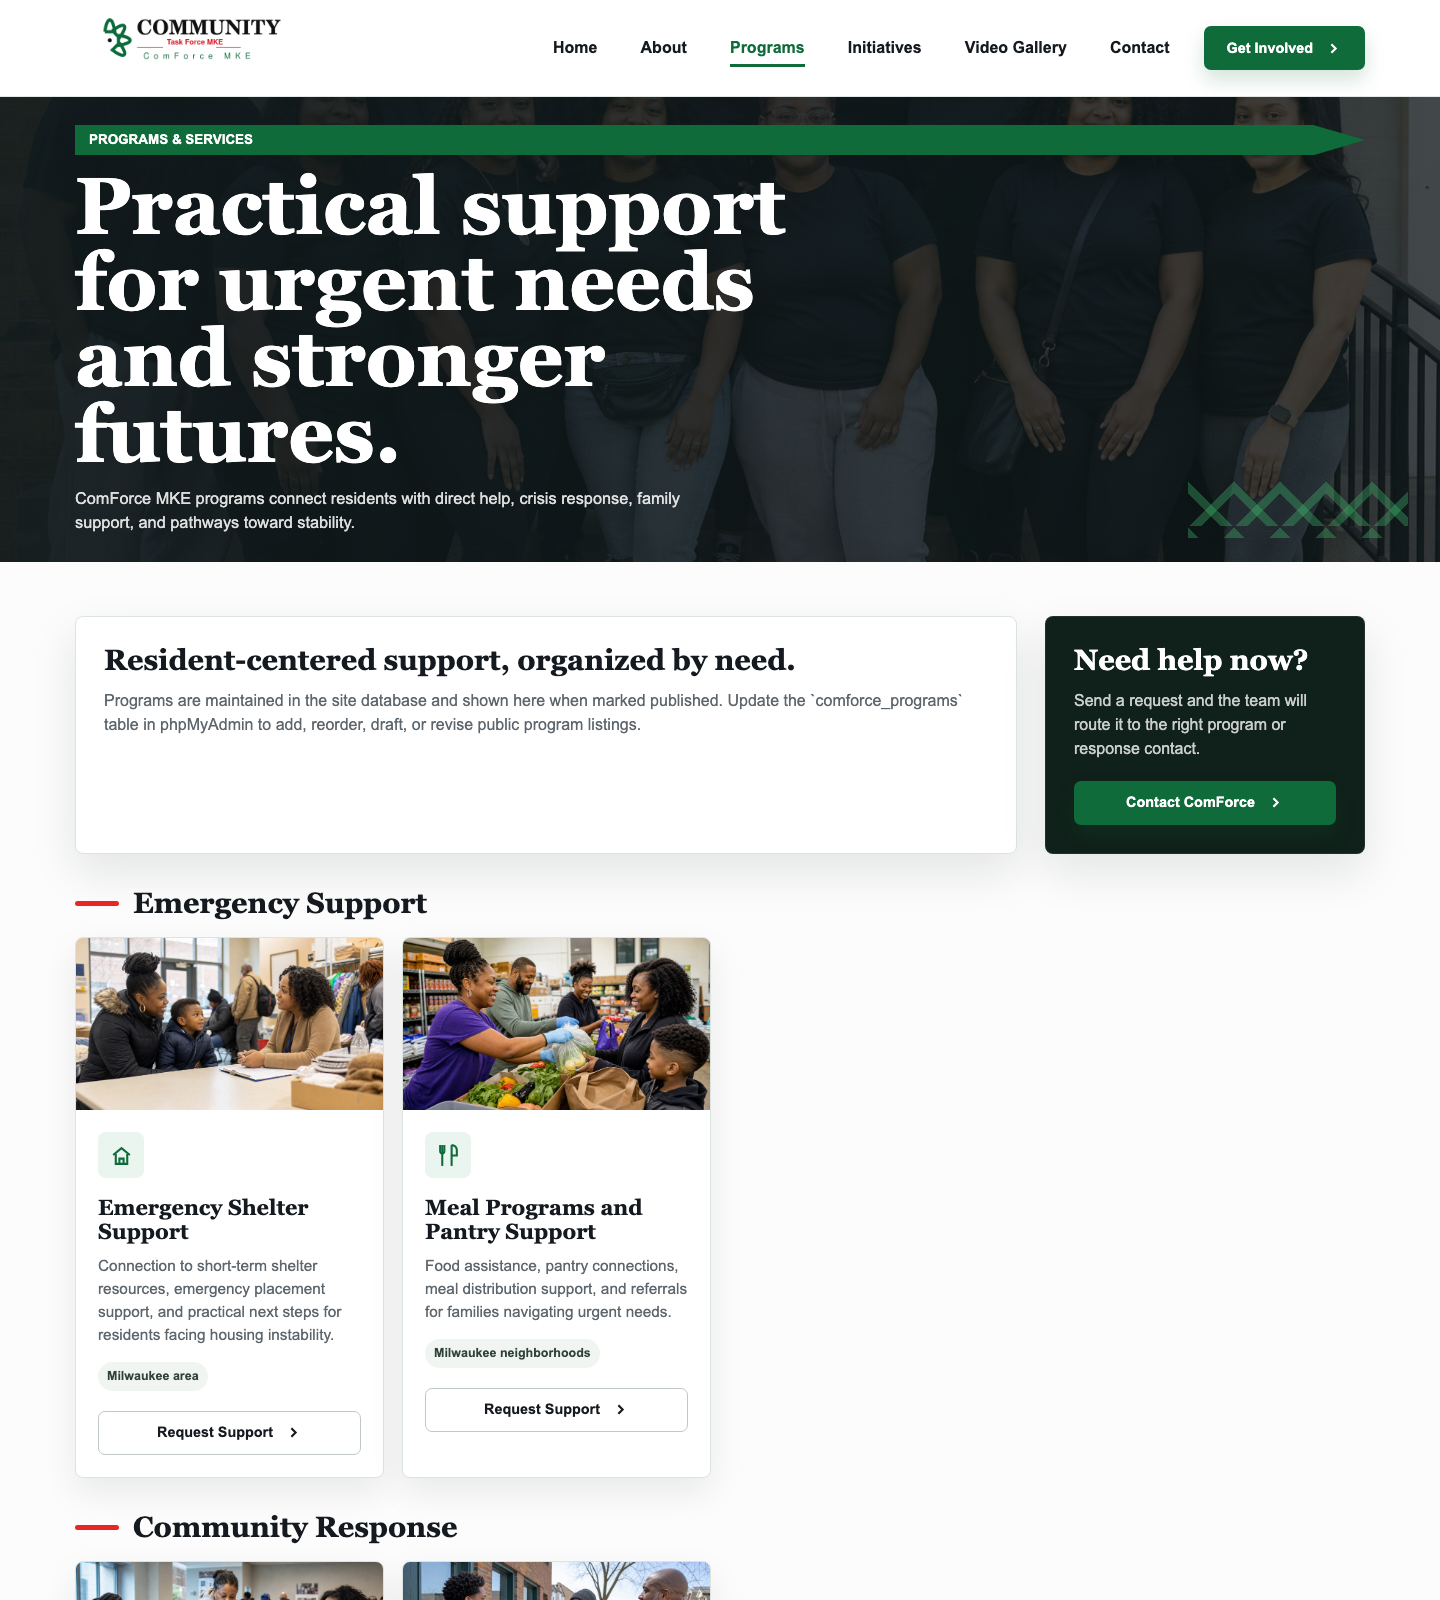 COMMUNITY
Task Force MKE
ComForce MKE
Home
About
Programs
Initiatives
Video Gallery
Contact
Get Involved
PROGRAMS & SERVICES
Practical support
for urgent needs
and stronger
futures.
ComForce MKE programs connect residents with direct help, crisis response, family
support, and pathways toward stability.
Resident-centered support, organized by need.
Programs are maintained in the site database and shown here when marked published. Update the `comforce_programs`
table in phpMyAdmin to add, reorder, draft, or revise public program listings.
Need help now?
Send a request and the team will
route it to the right program or
response contact.
Contact ComForce
Emergency Support
Emergency Shelter
Support
Connection to short-term shelter
resources, emergency placement
support, and practical next steps for
residents facing housing instability.
Milwaukee area
Request Support
Meal Programs and
Pantry Support
Food assistance, pantry connections,
meal distribution support, and referrals
for families navigating urgent needs.
Milwaukee neighborhoods
Request Support
Community Response